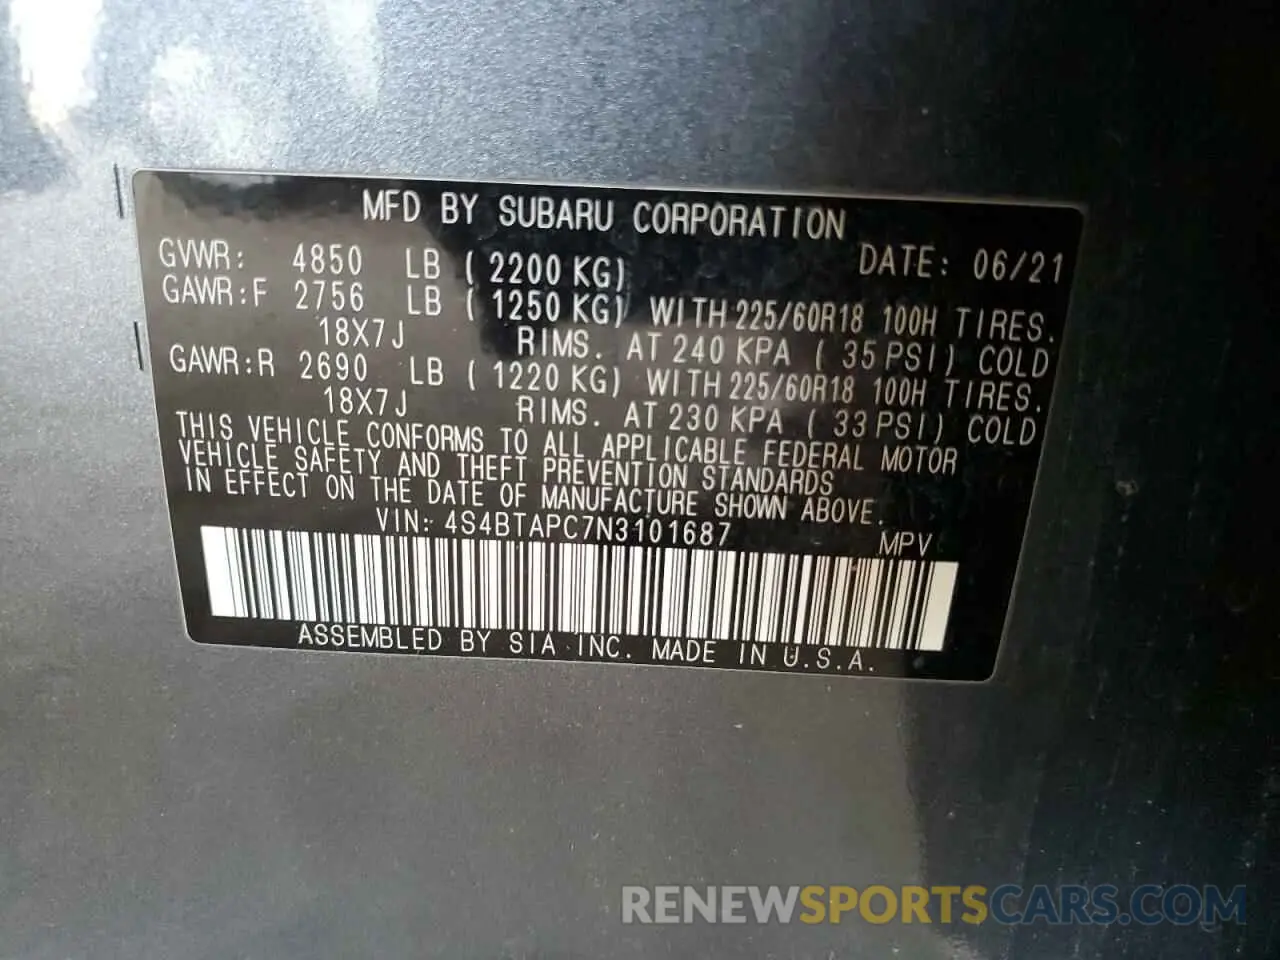 MFD BY SUBARU CORPORATION
GVWR: 4850 LB ( 2200 KG) DATE: 06/21
GAWR:F 2756 LB ( 1250 KG) WITH 225/60R18 100H TIRES.
18X7J RIMS. AT 240 KPA ( 35 PSI) COLD
GAWR:R 2690 LB ( 1220 KG) WITH 225/60R18 100H TIRES.
18X7J RIMS. AT 230 KPA ( 33 PSI) COLD
THIS VEHICLE CONFORMS TO ALL APPLICABLE FEDERAL MOTOR
VEHICLE SAFETY AND THEFT PREVENTION STANDARDS
IN EFFECT ON THE DATE OF MANUFACTURE SHOWN ABOVE.
VIN: 4S4BTAPC7N3101687 MPV
ASSEMBLED BY SIA INC. MADE IN U.S.A.
RENEWSPORTSCARS.COM